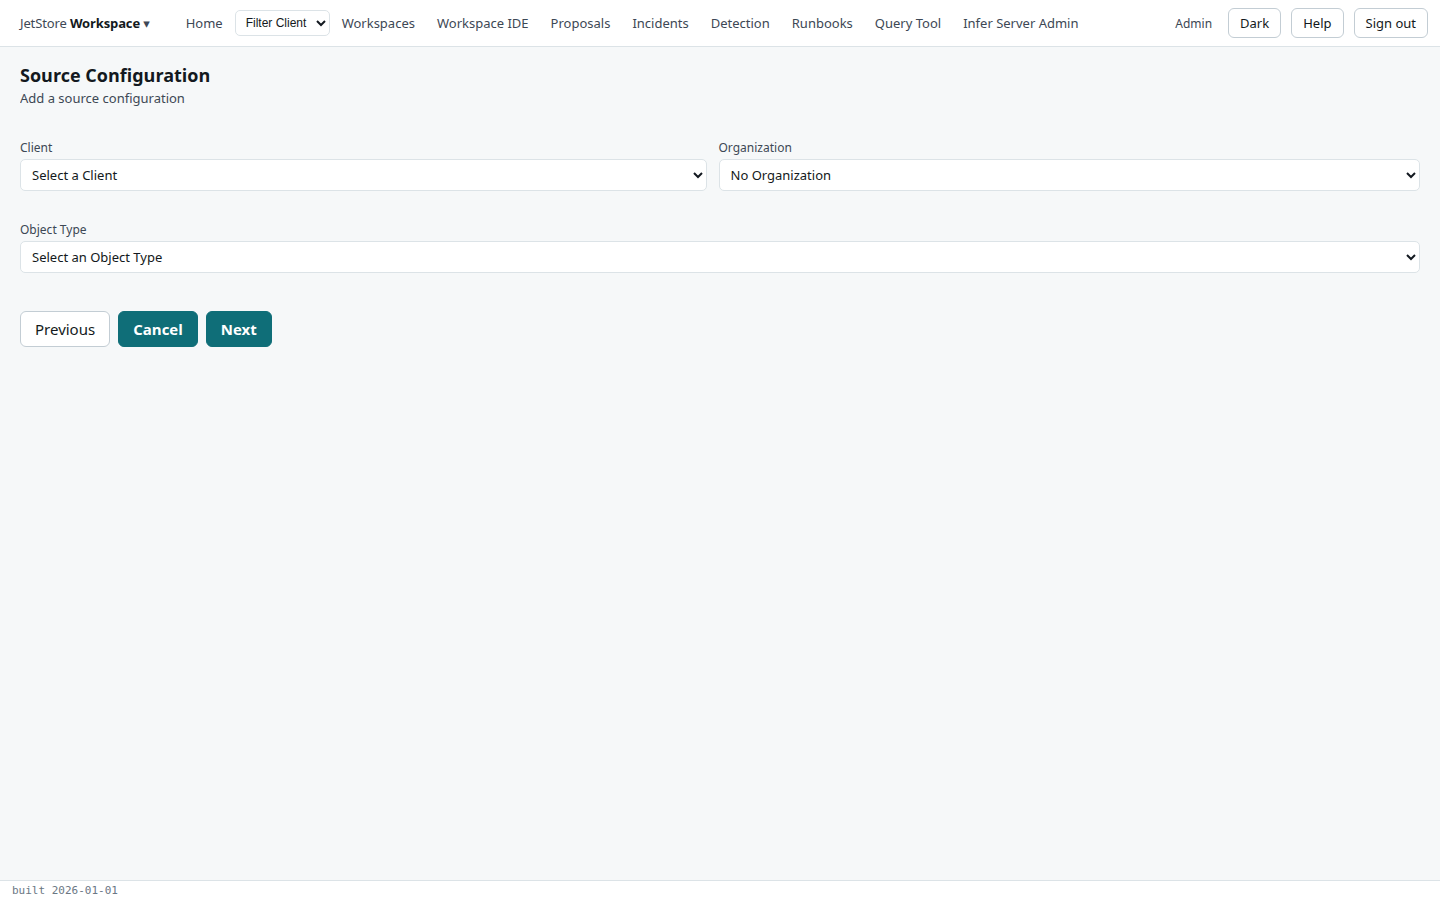 JetStore Workspace ▾ Home Filter Client Workspaces Workspace IDE Proposals Incidents Detection Runbooks Query Tool Infer Server Admin Admin Dark Help Sign out
Source Configuration
Add a source configuration
Client Organization
Select a Client No Organization
Object Type
Select an Object Type
Previous Cancel Next
built 2026-01-01